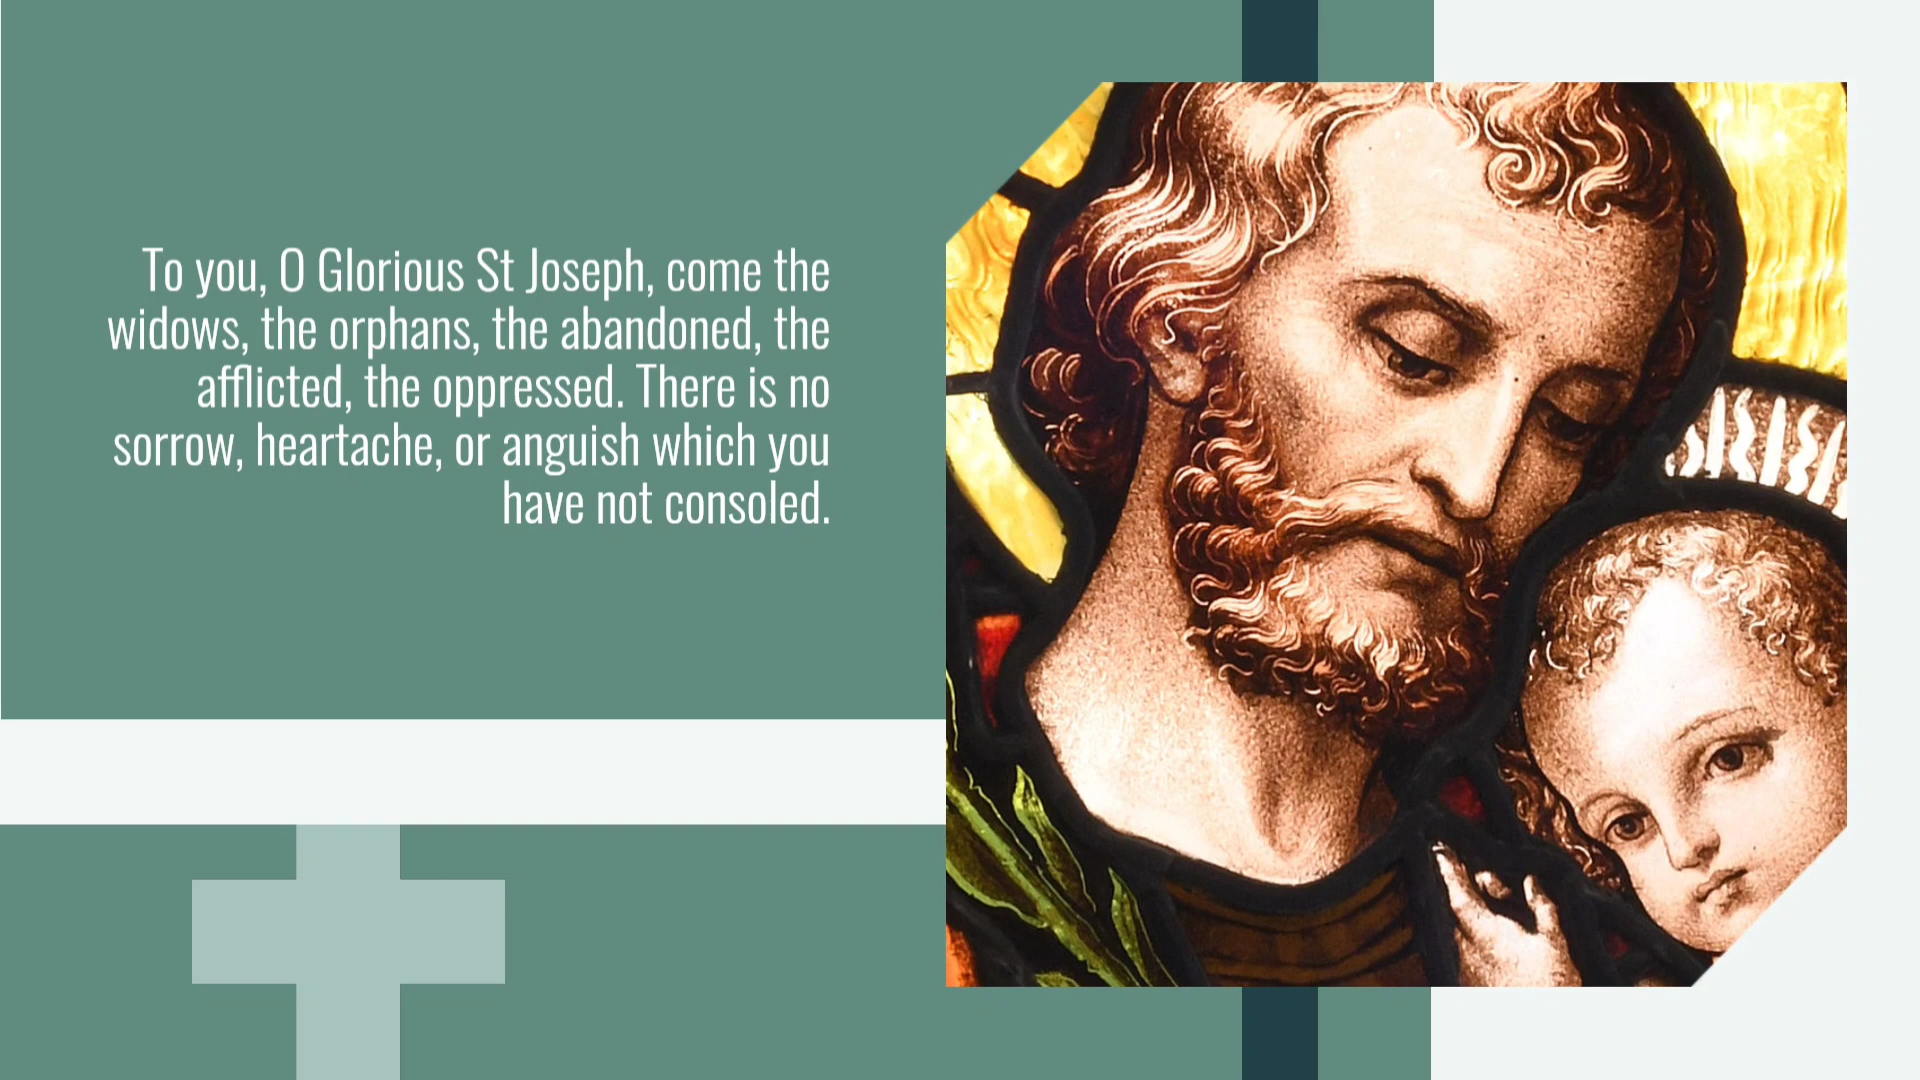 To you, O Glorious St Joseph, come the
widows, the orphans, the abandoned, the
afflicted, the oppressed. There is no
sorrow, heartache, or anguish which you
have not consoled.